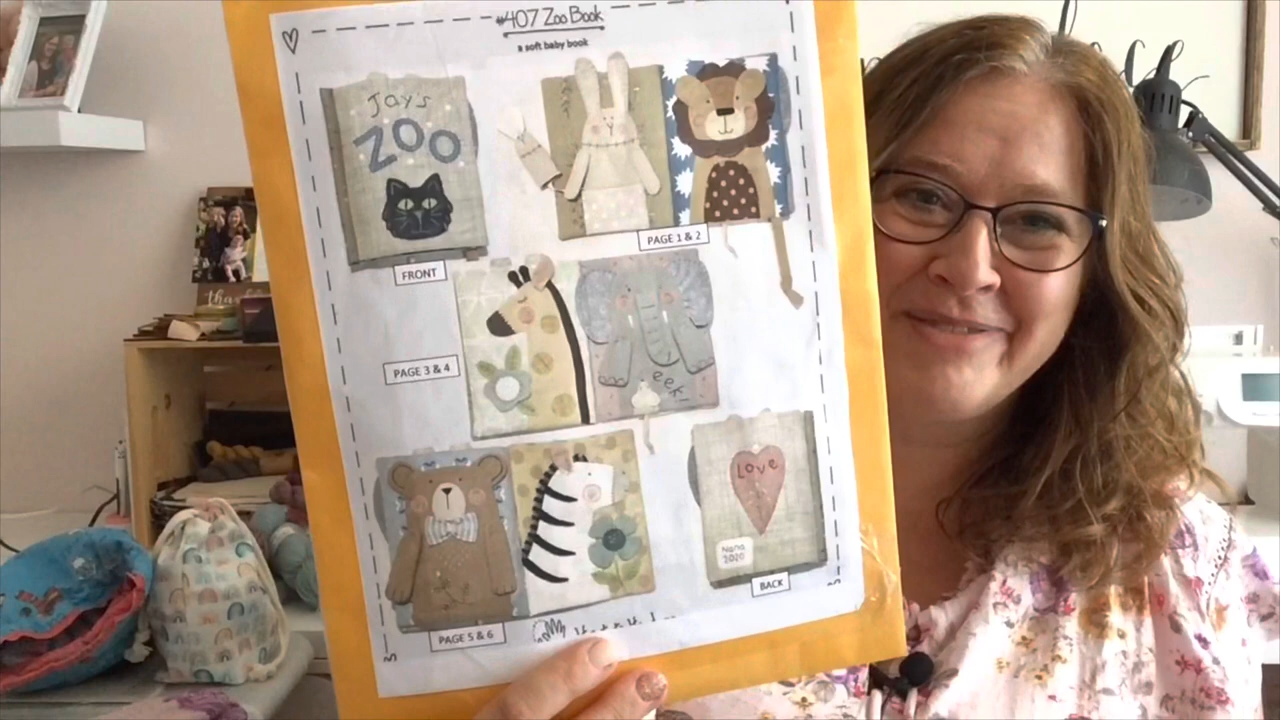 #407 Zoo Book
a soft baby book
Jay's
ZOO
FRONT
PAGE 1 & 2
PAGE 3 & 4
eek!
PAGE 5 & 6
Love
Nana
2020
BACK